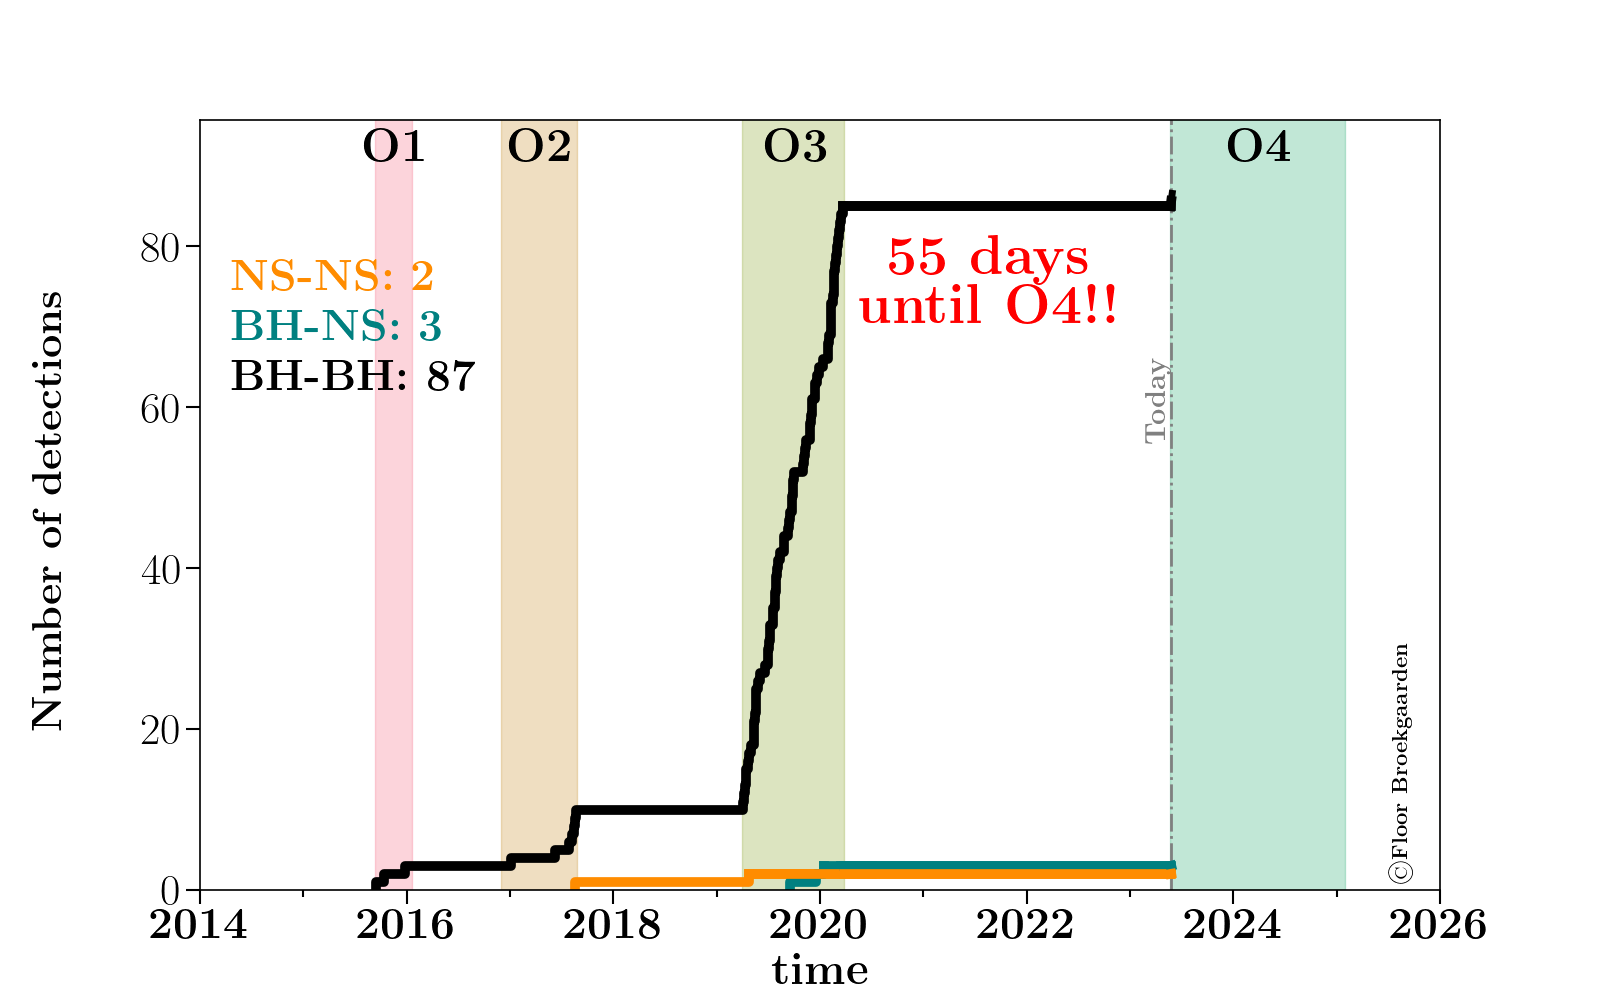 O1 O2 O3 O4
80
60
40
20
0
Number of detections
NS-NS: 2
BH-NS: 3
BH-BH: 87
55 days
until O4!!
Today
©Floor Broekgaarden
2014 2016 2018 2020 2022 2024 2026
time